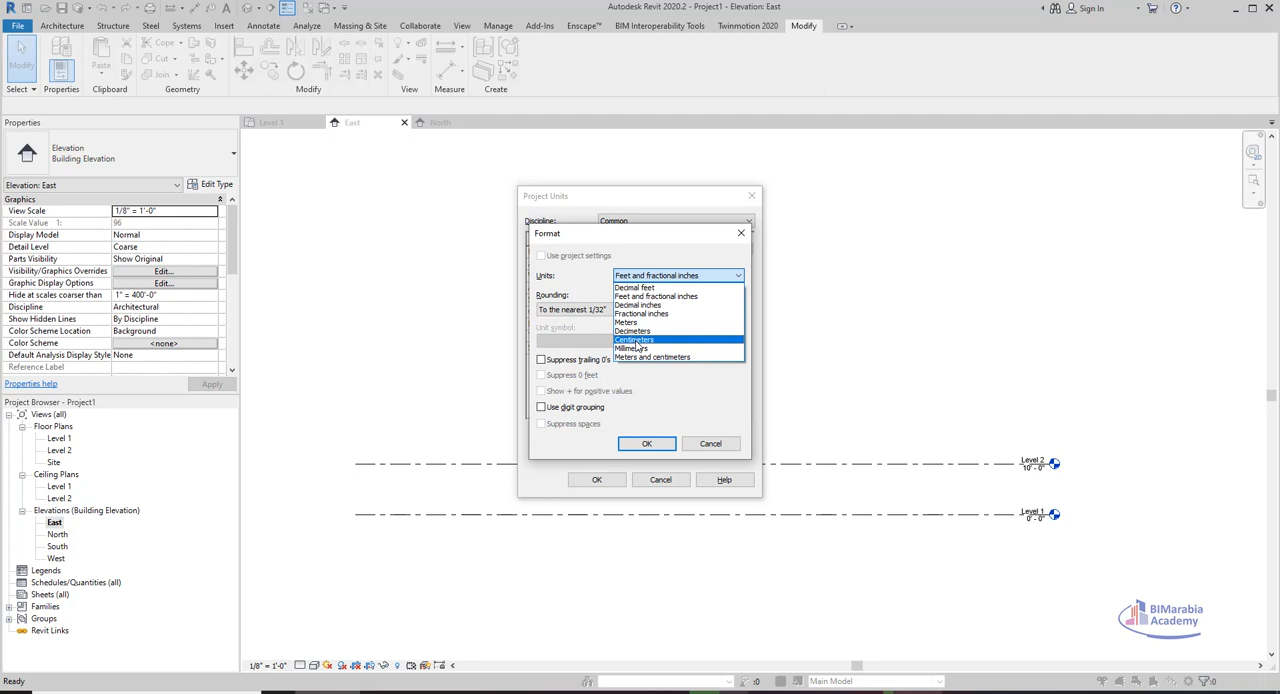 Autodesk Revit 2020.2 - Project1 - Elevation: East
Sign In
File Architecture Structure Steel Systems Insert Annotate Analyze Massing & Site Collaborate View Manage Add-Ins Enscape™ BIM Interoperability Tools Twinmotion 2020 Modify
Modify Paste Cope Cut Join
Select Properties Clipboard Geometry Modify View Measure Create
Properties
Level 1 East North
Elevation
Building Elevation
Elevation: East Edit Type
Graphics
View Scale 1/8" = 1'-0"
Scale Value 1: 96
Display Model Normal
Detail Level Coarse
Parts Visibility Show Original
Visibility/Graphics Overrides Edit...
Graphic Display Options Edit...
Hide at scales coarser than 1" = 400'-0"
Discipline Architectural
Show Hidden Lines By Discipline
Color Scheme Location Background
Color Scheme <none>
Default Analysis Display Style None
Reference Label
Properties help Apply
Project Browser - Project1
Views (all)
Floor Plans
Level 1
Level 2
Site
Ceiling Plans
Level 1
Level 2
Elevations (Building Elevation)
East
North
South
West
Legends
Schedules/Quantities (all)
Sheets (all)
Families
Groups
Revit Links
Project Units
Discipline: Common
Format
Use project settings
Units: Feet and fractional inches
Decimal feet
Feet and fractional inches
Decimal inches
Fractional inches
Meters
Decimeters
Centimeters
Millimeters
Meters and centimeters
Rounding:
To the nearest 1/32"
Unit symbol:
Suppress trailing 0's
Suppress 0 feet
Show + for positive values
Use digit grouping
Suppress spaces
OK Cancel
OK Cancel Help
Level 2
10' - 0"
Level 1
0' - 0"
BIMarabia
Academy
1/8" = 1'-0"
Ready
:0
Main Model
:0